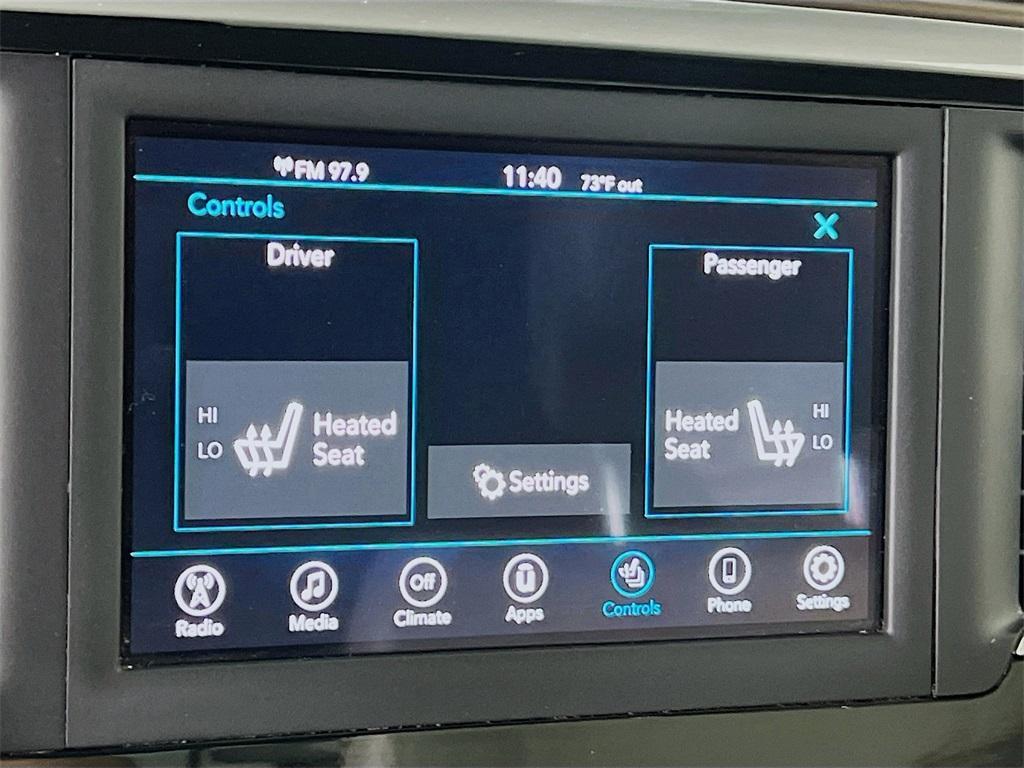 FM 97.9 11:40 73°F out
Controls
Driver
HI
LO
Heated
Seat
Settings
Passenger
Heated
Seat
HI
LO
Radio
Media
Off
Climate
Apps
Controls
Phone
Settings